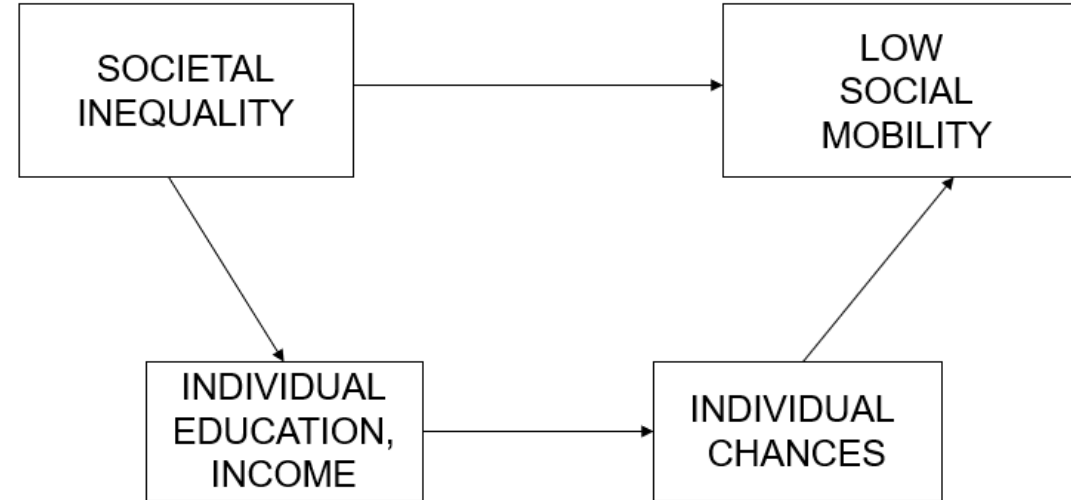 SOCIETAL
INEQUALITY
LOW
SOCIAL
MOBILITY
INDIVIDUAL
EDUCATION,
INCOME
INDIVIDUAL
CHANCES